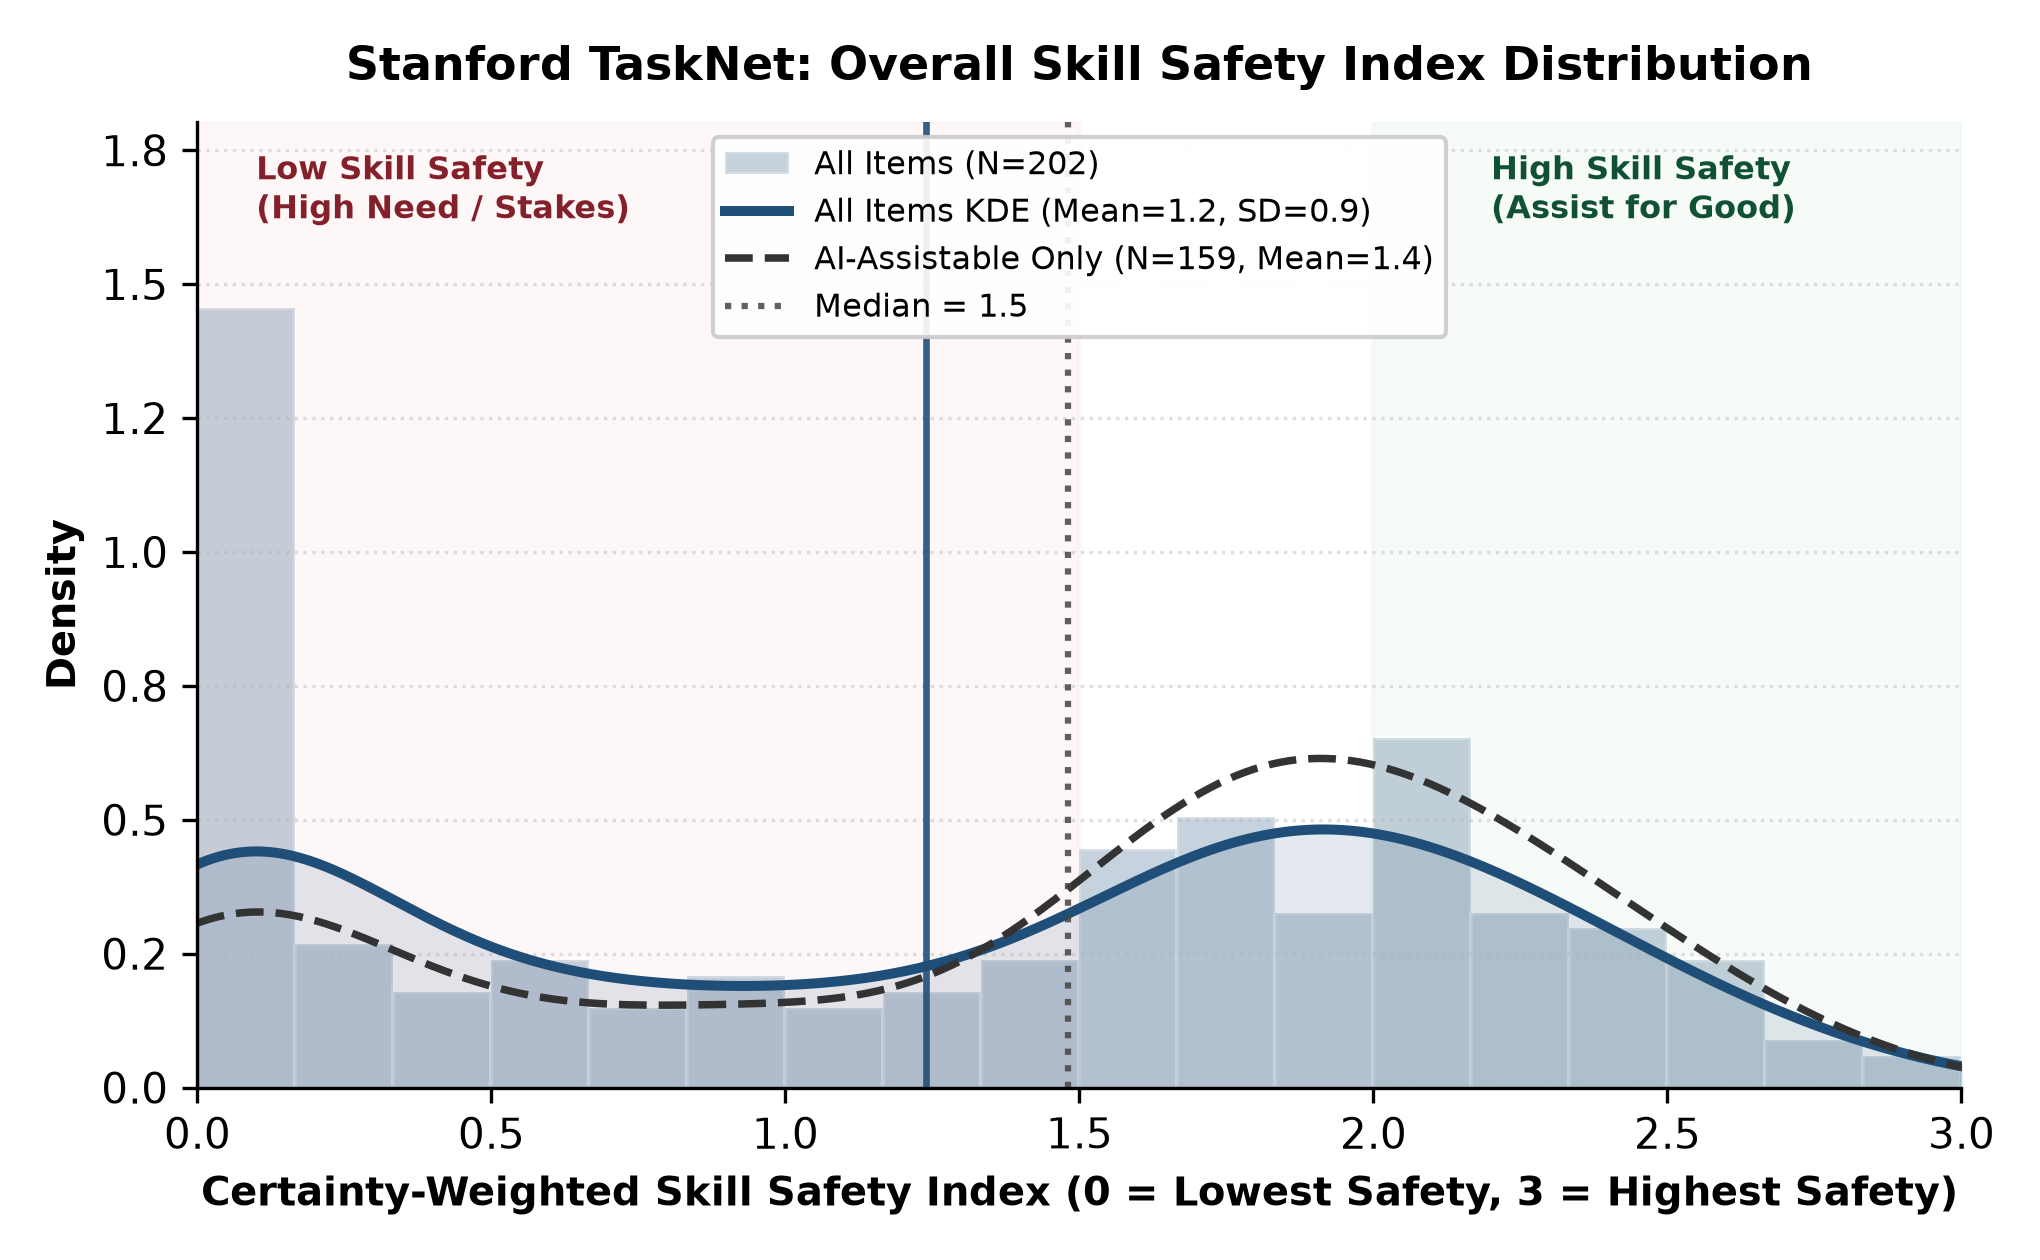 Stanford TaskNet: Overall Skill Safety Index Distribution
Low Skill Safety
(High Need / Stakes)
All Items (N=202)
All Items KDE (Mean=1.2, SD=0.9)
AI-Assistable Only (N=159, Mean=1.4)
Median = 1.5
High Skill Safety
(Assist for Good)
Density
1.8
1.5
1.2
1.0
0.8
0.5
0.2
0.0
0.0 0.5 1.0 1.5 2.0 2.5 3.0
Certainty-Weighted Skill Safety Index (0 = Lowest Safety, 3 = Highest Safety)